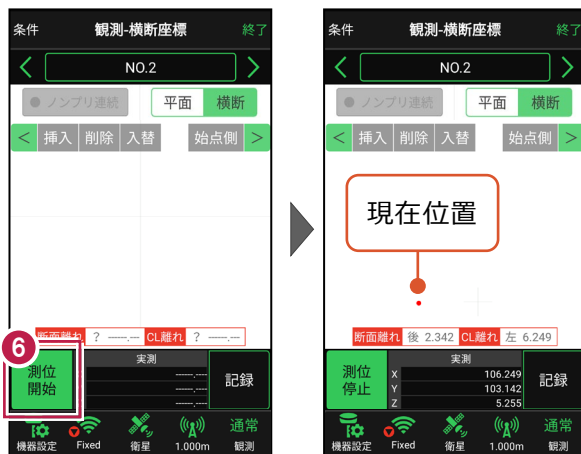 条件 観測-横断座標 終了
< NO.2 >
● ノンプリ連続 平面 横断
< 挿入 削除 入替 始点側 >
断面離れ ? -----.--- CL離れ ? -----.---
6
測位開始
実測
-----.---
-----.---
-----.---
記録
機器設定 Fixed 衛星 1.000m 通常 観測
条件 観測-横断座標 終了
< NO.2 >
● ノンプリ連続 平面 横断
< 挿入 削除 入替 始点側 >
現在位置
断面離れ 後 2.342 CL離れ 左 6.249
測位停止
実測
X 106.249
Y 103.142
Z 5.255
記録
機器設定 Fixed 衛星 1.000m 通常 観測